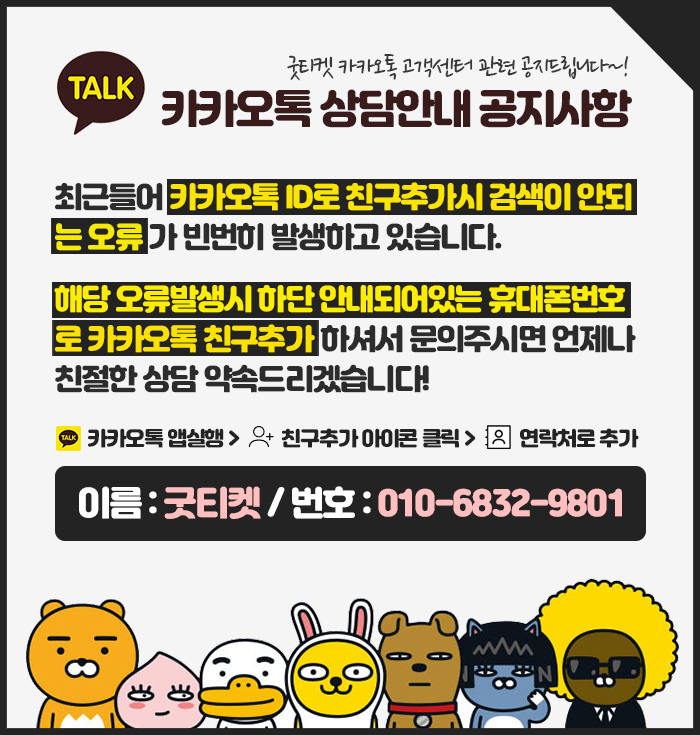 굿티켓 카카오톡 고객센터 관련 공지드립니다~!
TALK
카카오톡 상담안내 공지사항
최근들어 카카오톡 ID로 친구추가시 검색이 안되
는 오류가 빈번히 발생하고 있습니다.
해당 오류발생시 하단 안내되어있는 휴대폰번호
로 카카오톡 친구추가 하셔서 문의주시면 언제나
친절한 상담 약속드리겠습니다!
TALK 카카오톡 앱실행 > 친구추가 아이콘 클릭 > 연락처로 추가
이름 : 굿티켓 / 번호 : 010-6832-9801